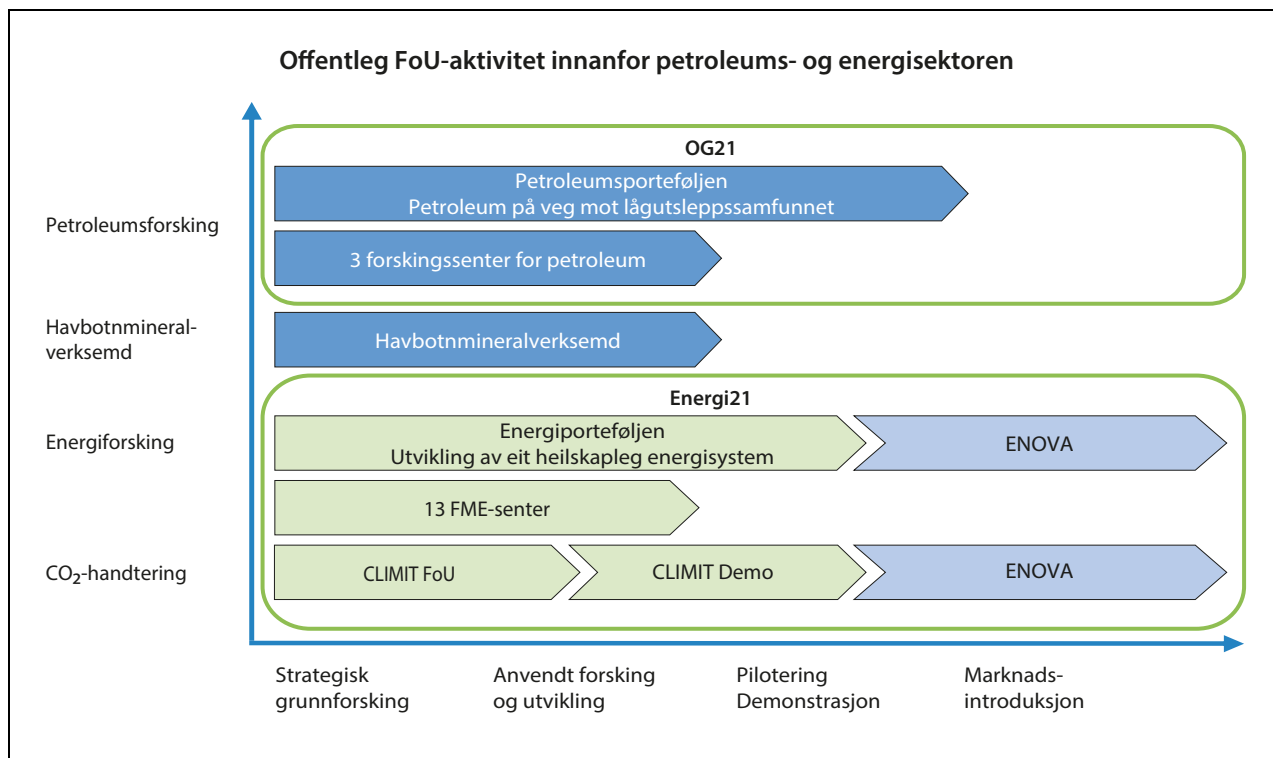 Offentleg FoU-aktivitet innanfor petroleums- og energisektoren
OG21
Petroleumsforsking
Petroleumsporteføljen
Petroleum på veg mot lågutsleppssamfunnet
3 forskingssenter for petroleum
Havbotnmineral-
verksemd
Havbotnmineralverksemd
Energi21
Energiforsking
Energiporteføljen
Utvikling av eit heilskapleg energisystem
ENOVA
13 FME-senter
CO₂-handtering
CLIMIT FoU
CLIMIT Demo
ENOVA
Strategisk
grunnforsking
Anvendt forsking
og utvikling
Pilotering
Demonstrasjon
Marknads-
introduksjon